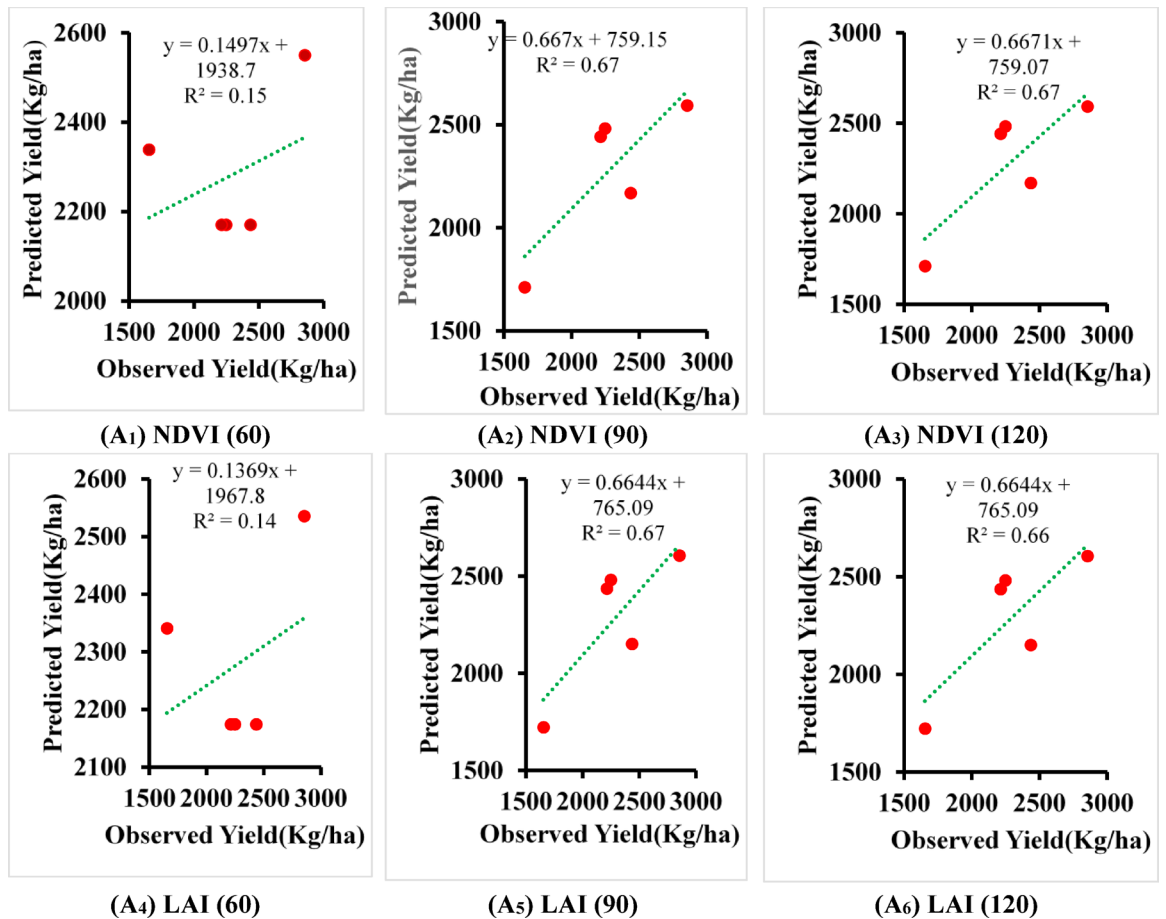 y = 0.1497x +
1938.7
R² = 0.15
2600
2400
2200
2000
Predicted Yield(Kg/ha)
1500 2000 2500 3000
Observed Yield(Kg/ha)
(A₁) NDVI (60)
y = 0.667x + 759.15
R² = 0.67
3000
2500
2000
1500
Predicted Yield(Kg/ha)
1500 2000 2500 3000
Observed Yield(Kg/ha)
(A₂) NDVI (90)
y = 0.6671x +
759.07
R² = 0.67
3000
2500
2000
1500
Predicted Yield(Kg/ha)
1500 2000 2500 3000
Observed Yield(Kg/ha)
(A₃) NDVI (120)
y = 0.1369x +
1967.8
R² = 0.14
2600
2500
2400
2300
2200
2100
Predicted Yield(Kg/ha)
1500 2000 2500 3000
Observed Yield(Kg/ha)
(A₄) LAI (60)
y = 0.6644x +
765.09
R² = 0.67
3000
2500
2000
1500
Predicted Yield(Kg/ha)
1500 2000 2500 3000
Observed Yield(Kg/ha)
(A₅) LAI (90)
y = 0.6644x +
765.09
R² = 0.66
3000
2500
2000
1500
Predicted Yield(Kg/ha)
1500 2000 2500 3000
Observed Yield(Kg/ha)
(A₆) LAI (120)